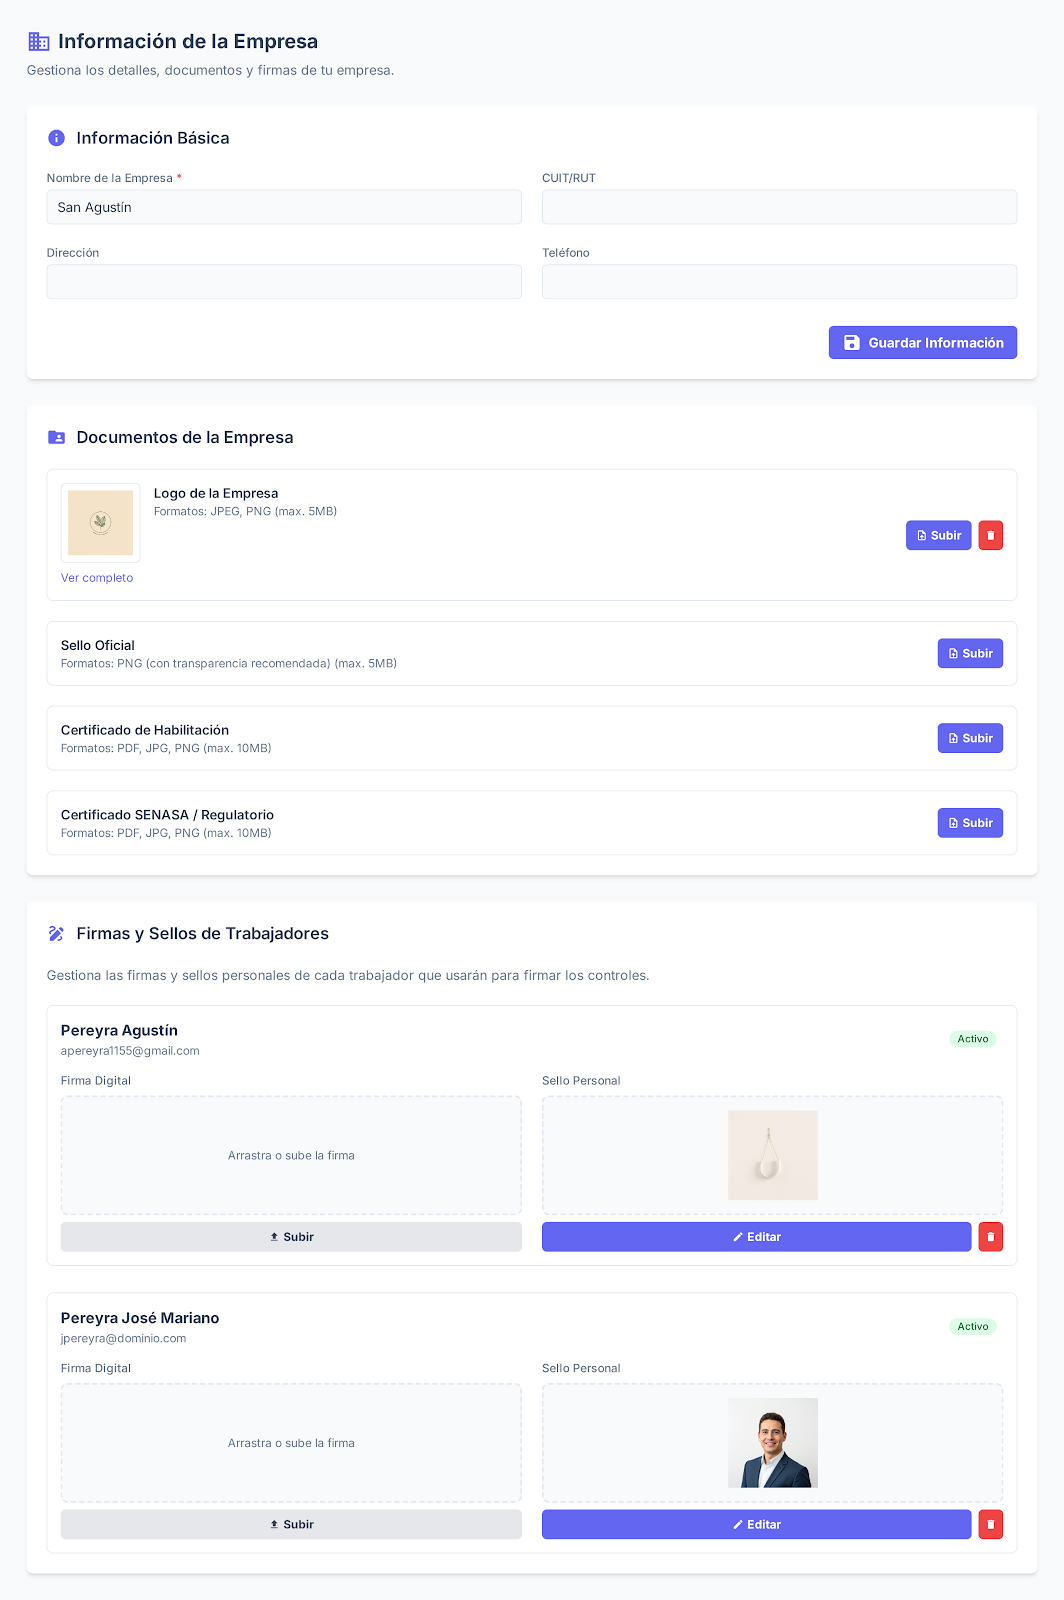 Información de la Empresa
Gestiona los detalles, documentos y firmas de tu empresa.
Información Básica
Nombre de la Empresa *
San Agustín
CUIT/RUT
Dirección
Teléfono
Guardar Información
Documentos de la Empresa
Logo de la Empresa
Formatos: JPEG, PNG (max. 5MB)
Subir
Ver completo
Sello Oficial
Formatos: PNG (con transparencia recomendada) (max. 5MB)
Subir
Certificado de Habilitación
Formatos: PDF, JPG, PNG (max. 10MB)
Subir
Certificado SENASA / Regulatorio
Formatos: PDF, JPG, PNG (max. 10MB)
Subir
Firmas y Sellos de Trabajadores
Gestiona las firmas y sellos personales de cada trabajador que usarán para firmar los controles.
Pereyra Agustín
apereyra1155@gmail.com
Activo
Firma Digital
Arrastra o sube la firma
Subir
Sello Personal
Editar
Pereyra José Mariano
jpereyra@dominio.com
Activo
Firma Digital
Arrastra o sube la firma
Subir
Sello Personal
Editar